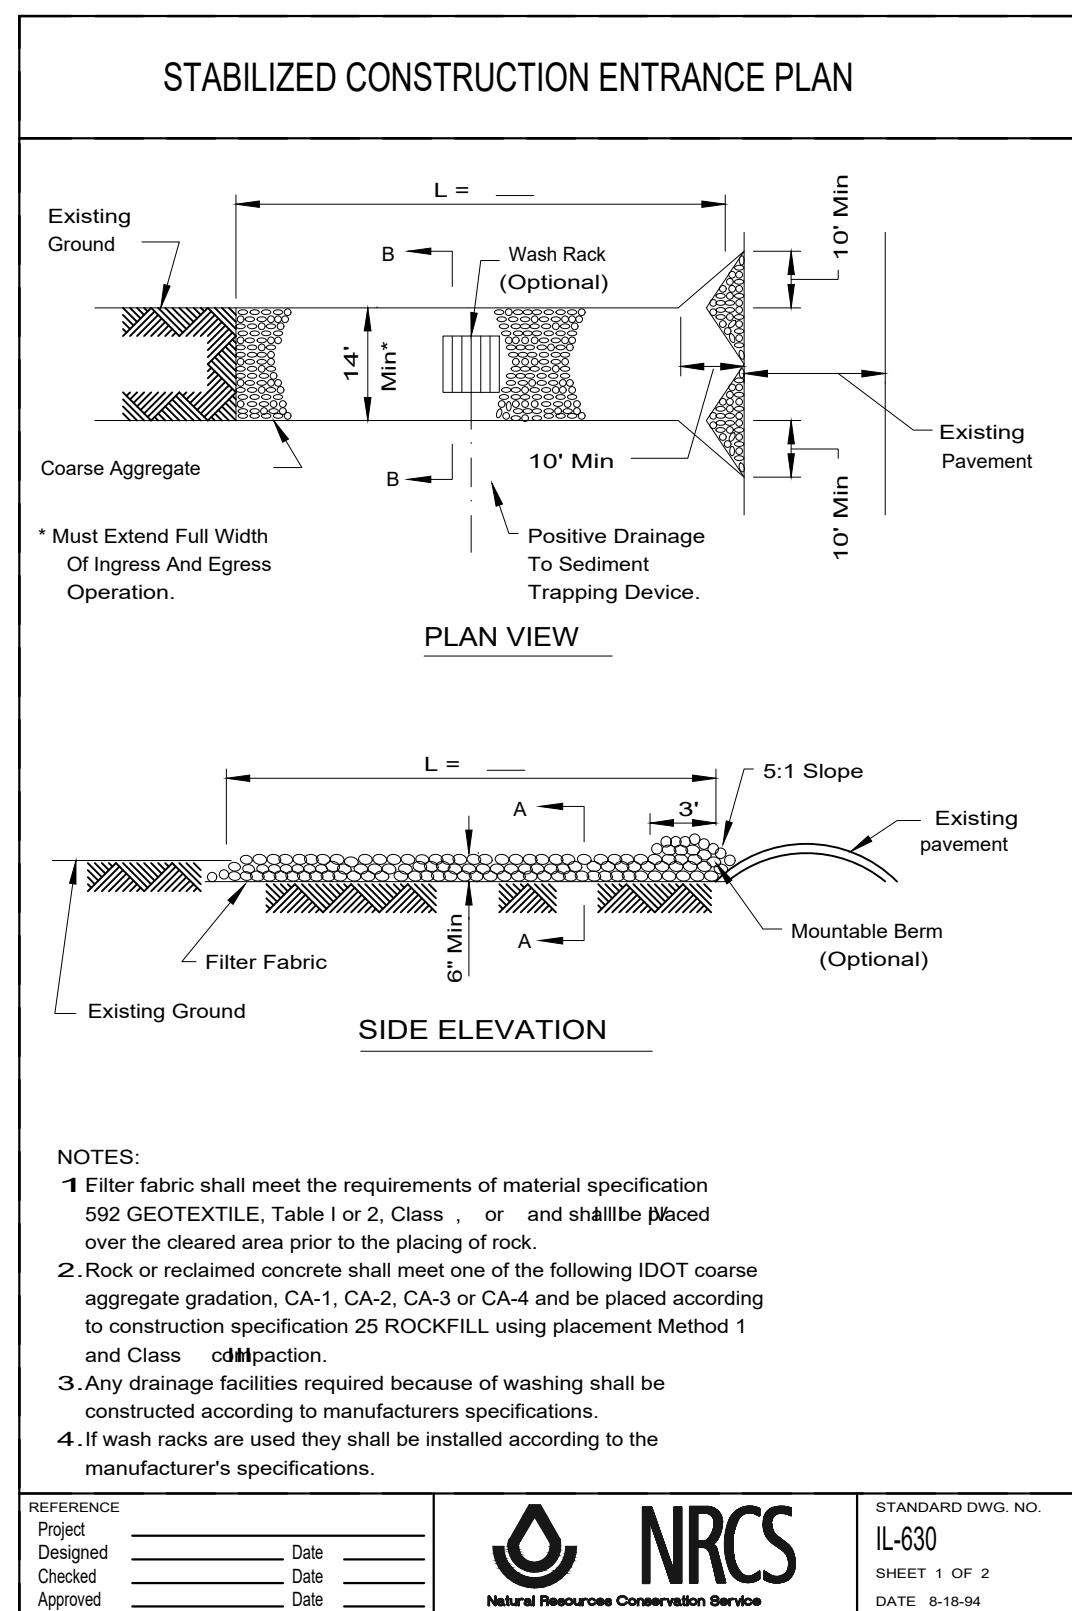 STABILIZED CONSTRUCTION ENTRANCE PLAN
L = ___
10' Min
Existing
Ground
B
Wash Rack
(Optional)
14'
Min*
Existing
Pavement
Coarse Aggregate
10' Min
B
10' Min
* Must Extend Full Width
Of Ingress And Egress
Operation.
Positive Drainage
To Sediment
Trapping Device.
PLAN VIEW
L = ___
5:1 Slope
A
3'
Existing
pavement
6" Min
A
Mountable Berm
(Optional)
Filter Fabric
Existing Ground
SIDE ELEVATION
NOTES:
1 Filter fabric shall meet the requirements of material specification
592 GEOTEXTILE, Table I or 2, Class , or and shall be placed
over the cleared area prior to the placing of rock.
2. Rock or reclaimed concrete shall meet one of the following IDOT coarse
aggregate gradation, CA-1, CA-2, CA-3 or CA-4 and be placed according
to construction specification 25 ROCKFILL using placement Method 1
and Class compaction.
3. Any drainage facilities required because of washing shall be
constructed according to manufacturers specifications.
4. If wash racks are used they shall be installed according to the
manufacturer's specifications.
REFERENCE
Project
Designed Date
Checked Date
Approved Date
NRCS
Natural Resources Conservation Service
STANDARD DWG. NO.
IL-630
SHEET 1 OF 2
DATE 8-18-94